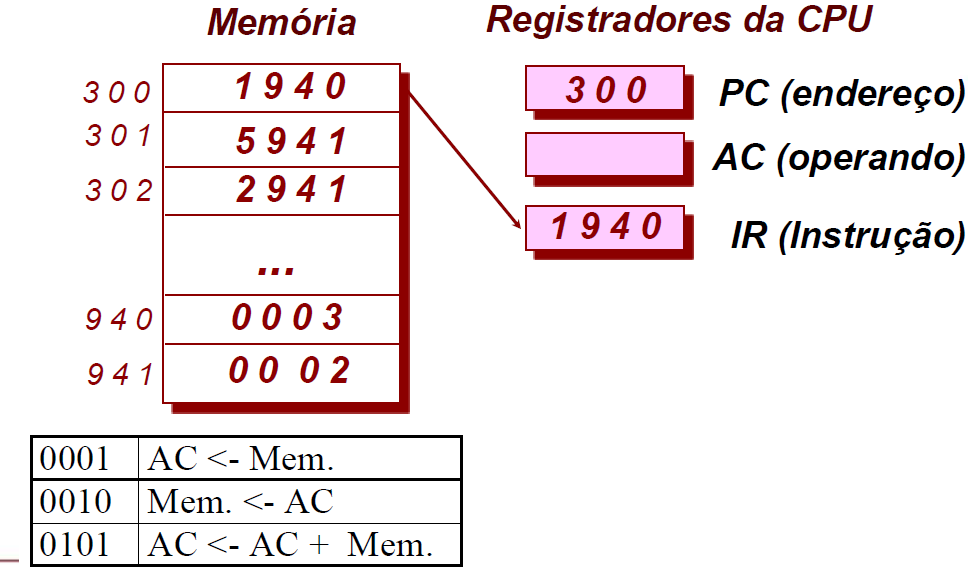 Memória
Registradores da CPU
300 1940
301 5941
302 2941
...
940 0003
941 00 02
300 PC (endereço)
AC (operando)
1940 IR (Instrução)
0001 AC <- Mem.
0010 Mem. <- AC
0101 AC <- AC + Mem.